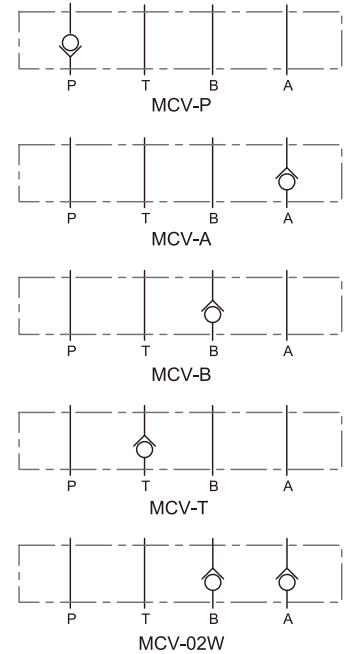 P T B A
MCV-P
P T B A
MCV-A
P T B A
MCV-B
P T B A
MCV-T
P T B A
MCV-02W